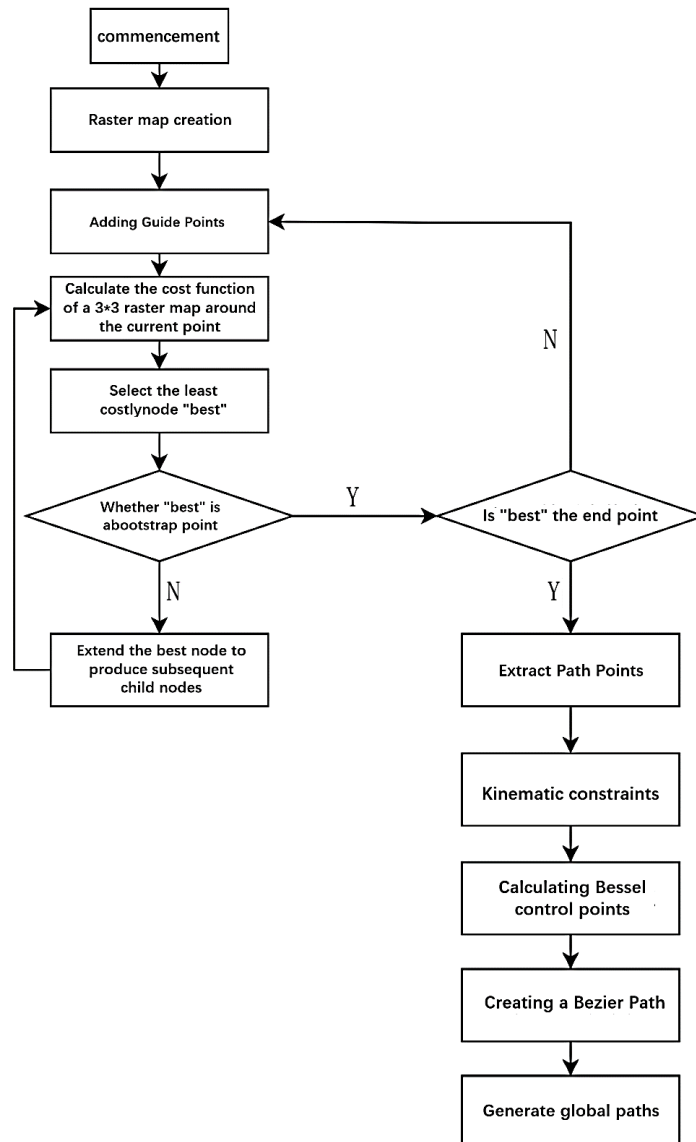 commencement
Raster map creation
Adding Guide Points
Calculate the cost function
of a 3*3 raster map around
the current point
Select the least
costlynode "best"
Whether "best" is
abootstrap point
Y
N
Extend the best node to
produce subsequent
child nodes
Is "best" the end point
N
Y
Extract Path Points
Kinematic constraints
Calculating Bessel
control points
Creating a Bezier Path
Generate global paths